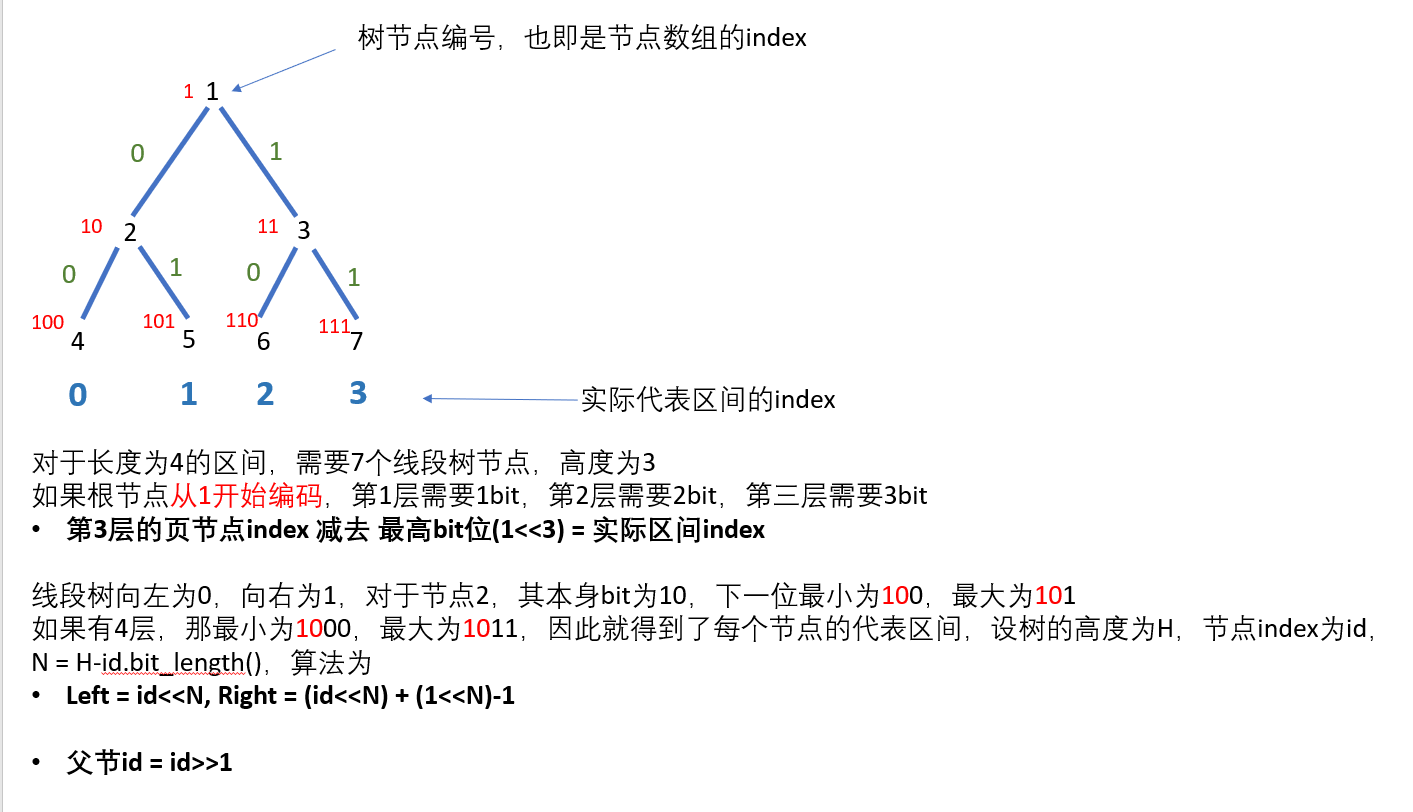 树节点编号，也即是节点数组的index
1 1
0 1
10 2 11 3
0 1 0 1
100 101 110 111
4 5 6 7
0 1 2 3
实际代表区间的index
对于长度为4的区间，需要7个线段树节点，高度为3
如果根节点从1开始编码，第1层需要1bit，第2层需要2bit，第三层需要3bit
• 第3层的页节点index 减去 最高bit位(1<<3) = 实际区间index
线段树向左为0，向右为1，对于节点2，其本身bit为10，下一位最小为100，最大为101
如果有4层，那最小为1000，最大为1011，因此就得到了每个节点的代表区间，设树的高度为H，节点index为id，
N = H-id.bit_length()，算法为
• Left = id<<N, Right = (id<<N) + (1<<N)-1
• 父节id = id>>1